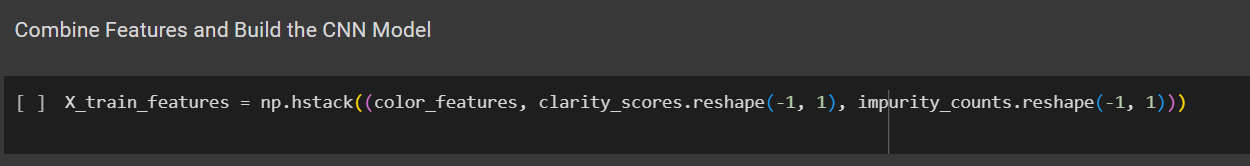 Combine Features and Build the CNN Model
[ ] X_train_features = np.hstack((color_features, clarity_scores.reshape(-1, 1), impurity_counts.reshape(-1, 1)))